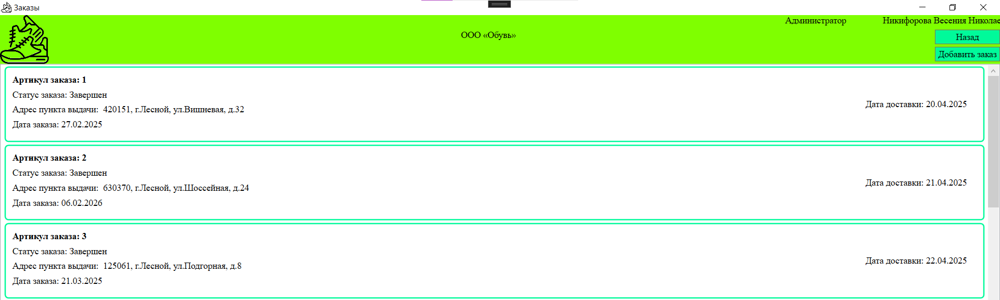 Заказы
Администратор Никифорова Весения Николае
ООО «Обувь»
Назад
Добавить заказ
Артикул заказа: 1
Статус заказа: Завершен
Адрес пункта выдачи: 420151, г.Лесной, ул.Вишневая, д.32
Дата заказа: 27.02.2025
Дата доставки: 20.04.2025
Артикул заказа: 2
Статус заказа: Завершен
Адрес пункта выдачи: 630370, г.Лесной, ул.Шоссейная, д.24
Дата заказа: 06.02.2026
Дата доставки: 21.04.2025
Артикул заказа: 3
Статус заказа: Завершен
Адрес пункта выдачи: 125061, г.Лесной, ул.Подгорная, д.8
Дата заказа: 21.03.2025
Дата доставки: 22.04.2025